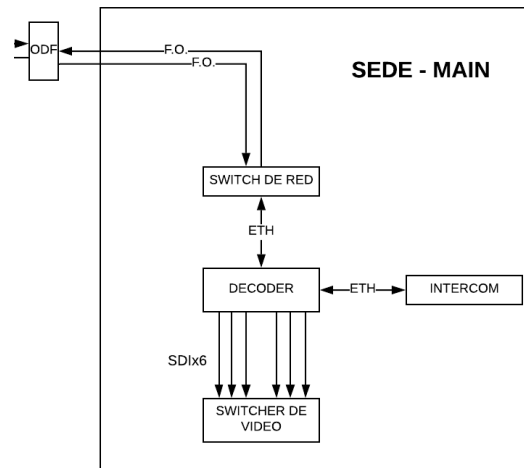 ODF
F.O.
F.O.
SEDE - MAIN
SWITCH DE RED
ETH
DECODER
ETH
INTERCOM
SDIx6
SWITCHER DE
VIDEO